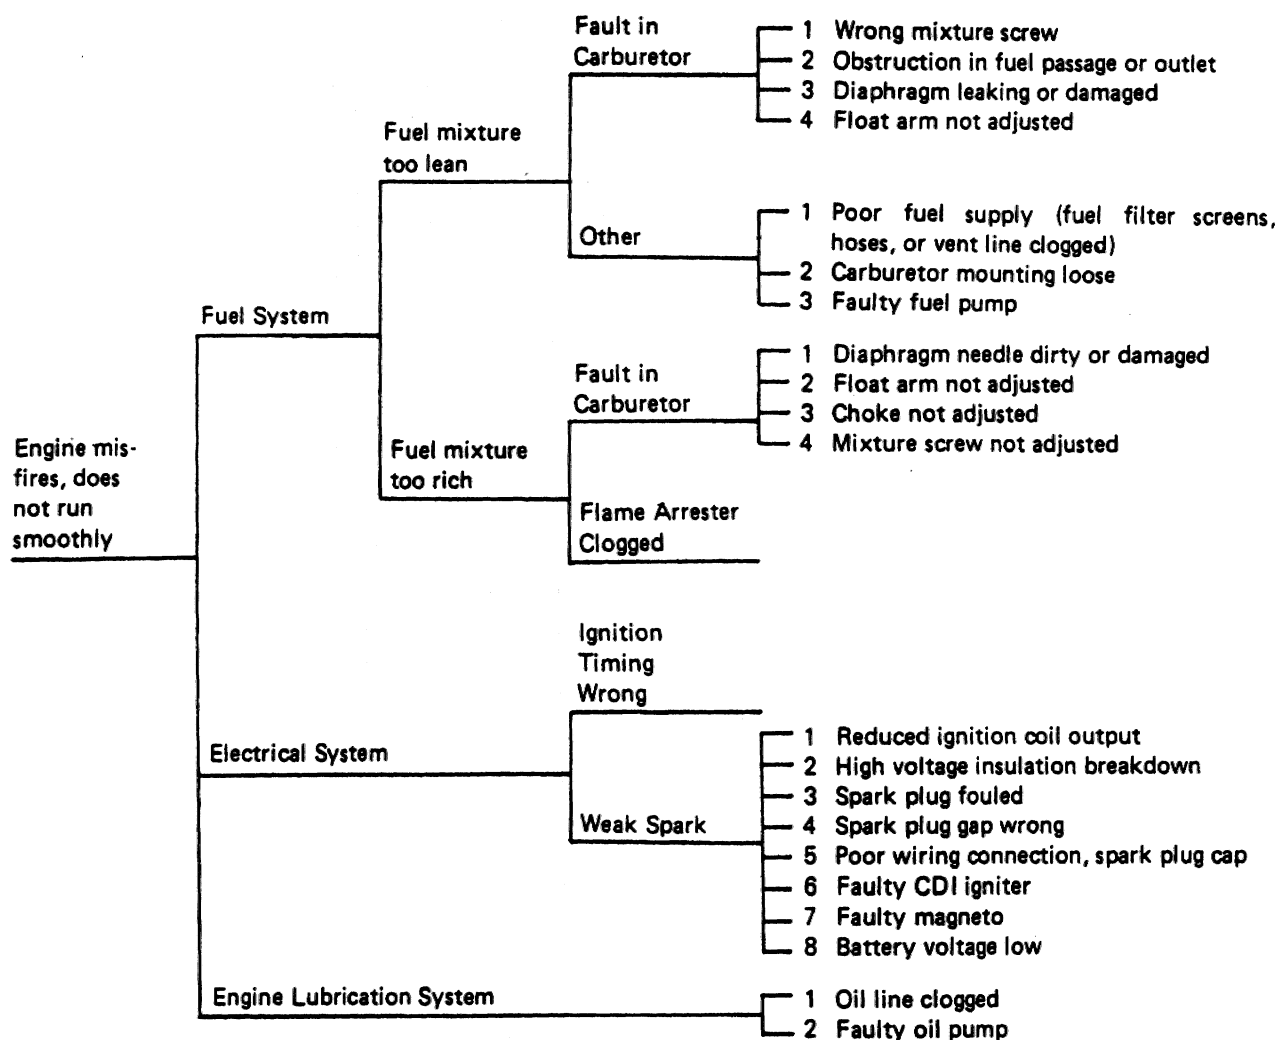 Fault in
Carburetor
1 Wrong mixture screw
2 Obstruction in fuel passage or outlet
3 Diaphragm leaking or damaged
4 Float arm not adjusted
Fuel mixture
too lean
Other
1 Poor fuel supply (fuel filter screens,
hoses, or vent line clogged)
2 Carburetor mounting loose
3 Faulty fuel pump
Fuel System
Fault in
Carburetor
1 Diaphragm needle dirty or damaged
2 Float arm not adjusted
3 Choke not adjusted
4 Mixture screw not adjusted
Fuel mixture
too rich
Flame Arrester
Clogged
Engine mis-
fires, does
not run
smoothly
Ignition
Timing
Wrong
Electrical System
Weak Spark
1 Reduced ignition coil output
2 High voltage insulation breakdown
3 Spark plug fouled
4 Spark plug gap wrong
5 Poor wiring connection, spark plug cap
6 Faulty CDI igniter
7 Faulty magneto
8 Battery voltage low
Engine Lubrication System
1 Oil line clogged
2 Faulty oil pump